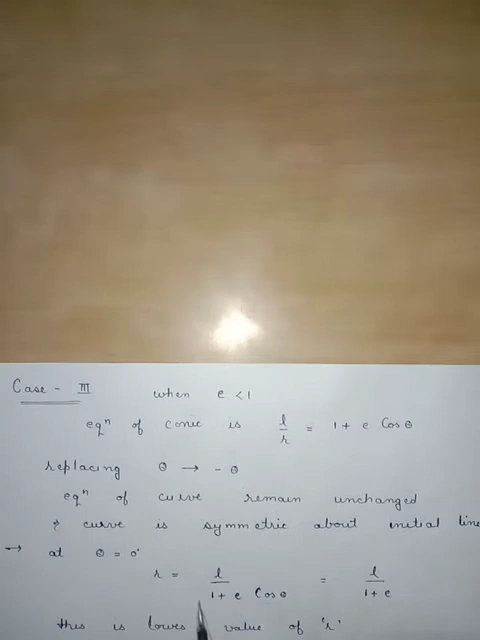 Case - III when e < 1
eqⁿ of conic is l/r = 1 + e Cos θ
replacing θ → - θ
eqⁿ of curve remain unchanged
& curve is symmetric about initial line
→ at θ = 0°
r = l/(1 + e Cos θ) = l/(1 + e)
this is lowes value of 'r'